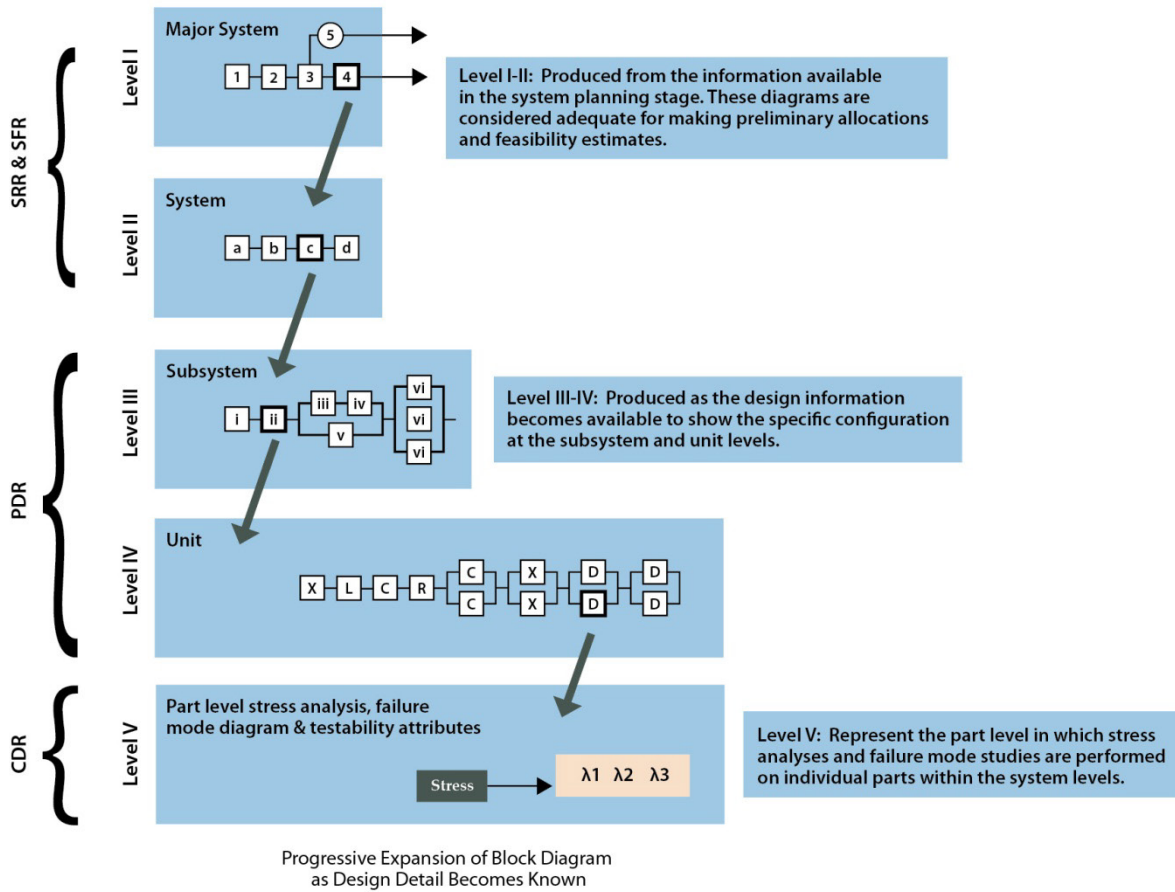 SRR & SFR
Level I
Major System
5
1 2 3 4
Level I-II: Produced from the information available
in the system planning stage. These diagrams are
considered adequate for making preliminary allocations
and feasibility estimates.
Level II
System
a b c d
PDR
Level III
Subsystem
i ii iii iv v vi
vi
vi
Level III-IV: Produced as the design information
becomes available to show the specific configuration
at the subsystem and unit levels.
Level IV
Unit
X L C R
C X D D
C X D D
CDR
Level V
Part level stress analysis, failure
mode diagram & testability attributes
Stress
λ1 λ2 λ3
Level V: Represent the part level in which stress
analyses and failure mode studies are performed
on individual parts within the system levels.
Progressive Expansion of Block Diagram
as Design Detail Becomes Known